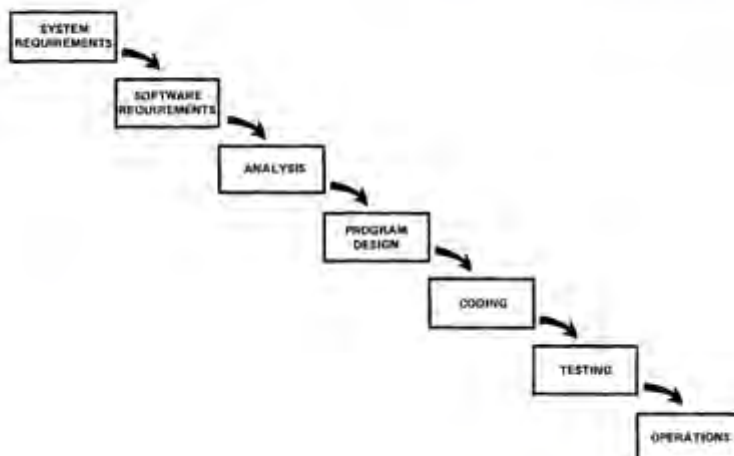 SYSTEM
REQUIREMENTS
SOFTWARE
REQUIREMENTS
ANALYSIS
PROGRAM
DESIGN
CODING
TESTING
OPERATIONS